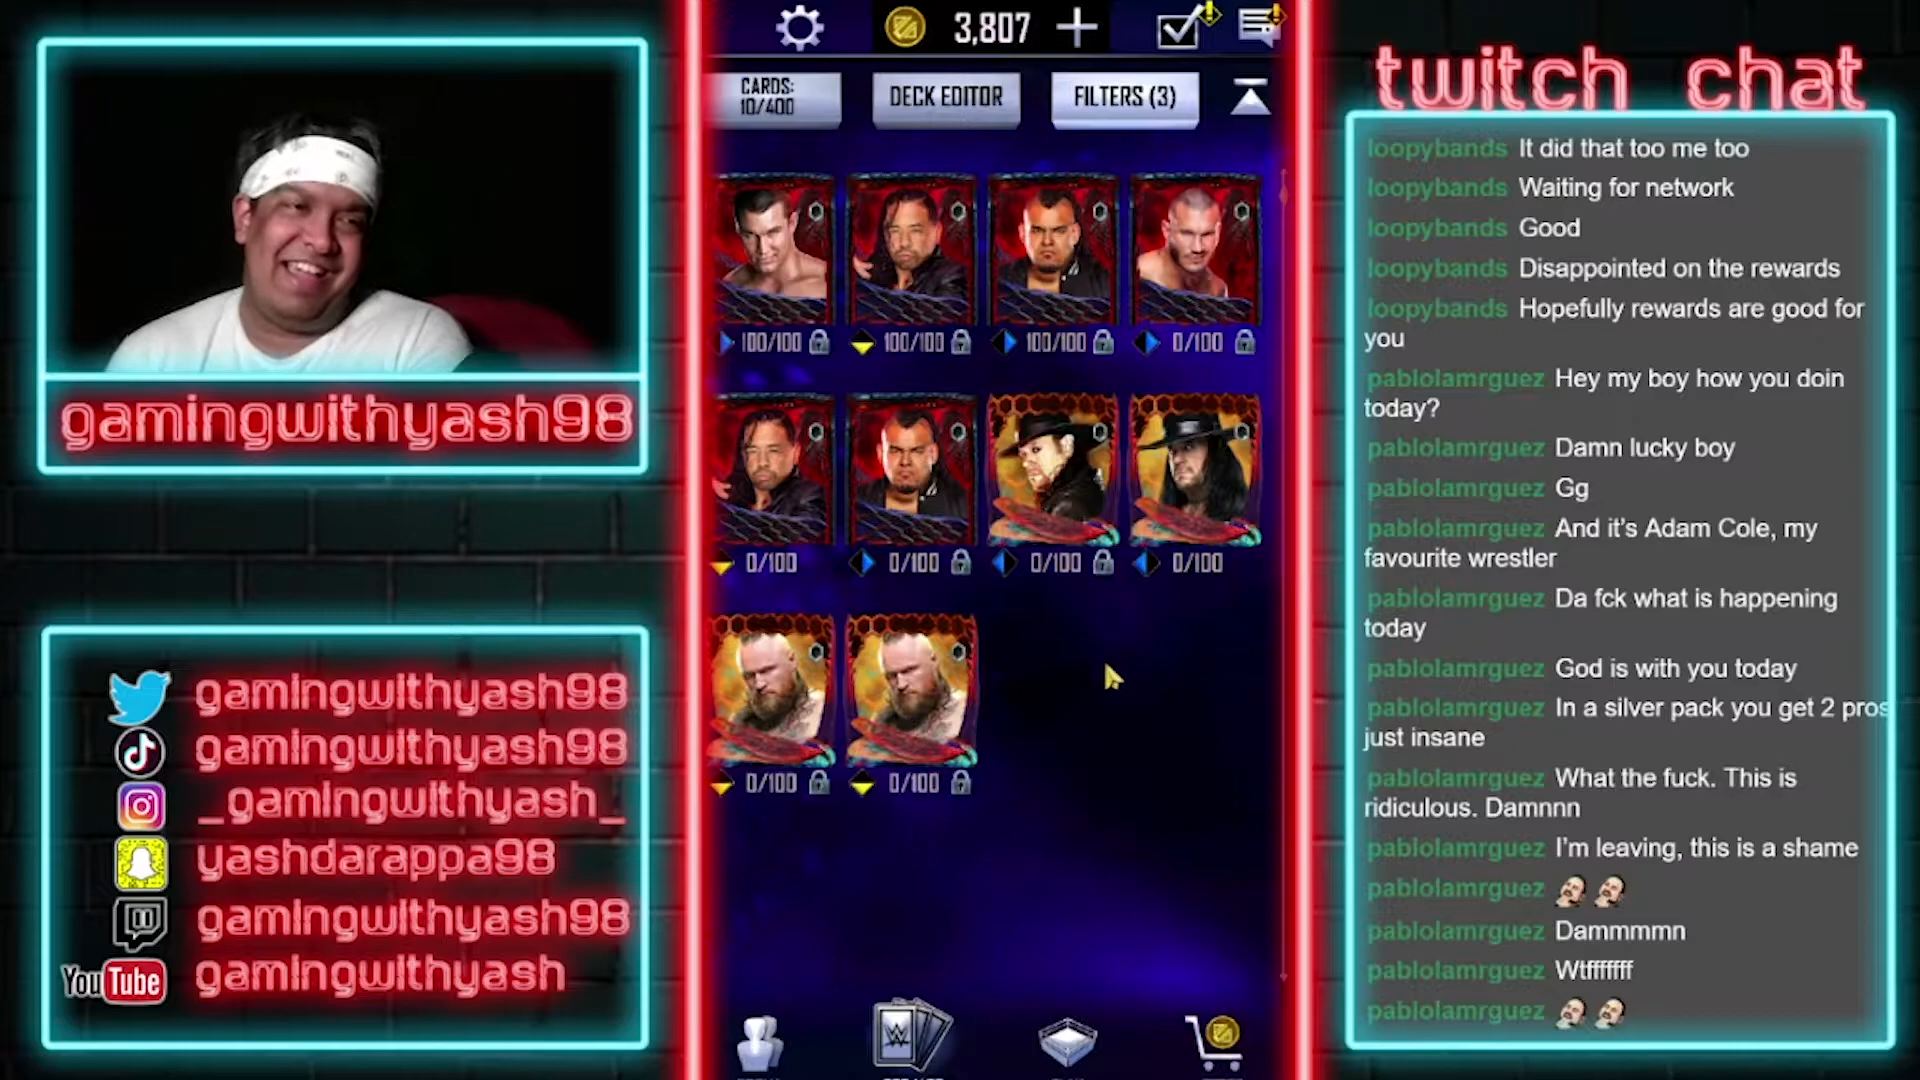 gamingwithyash98
gamingwithyash98
gamingwithyash98
_gamingwithyash_
yashdarappa98
gamingwithyash98
YouTube gamingwithyash
3,807
CARDS:
10/400
DECK EDITOR
FILTERS (3)
100/100 100/100 100/100 0/100
0/100 0/100 0/100 0/100
0/100 0/100
W
twitch chat
loopybands It did that too me too
loopybands Waiting for network
loopybands Good
loopybands Disappointed on the rewards
loopybands Hopefully rewards are good for
you
pablolamrguez Hey my boy how you doin
today?
pablolamrguez Damn lucky boy
pablolamrguez Gg
pablolamrguez And it's Adam Cole, my
favourite wrestler
pablolamrguez Da fck what is happening
today
pablolamrguez God is with you today
pablolamrguez In a silver pack you get 2 pros
just insane
pablolamrguez What the fuck. This is
ridiculous. Damnnn
pablolamrguez I'm leaving, this is a shame
pablolamrguez
pablolamrguez Dammmmn
pablolamrguez Wtfffffff
pablolamrguez